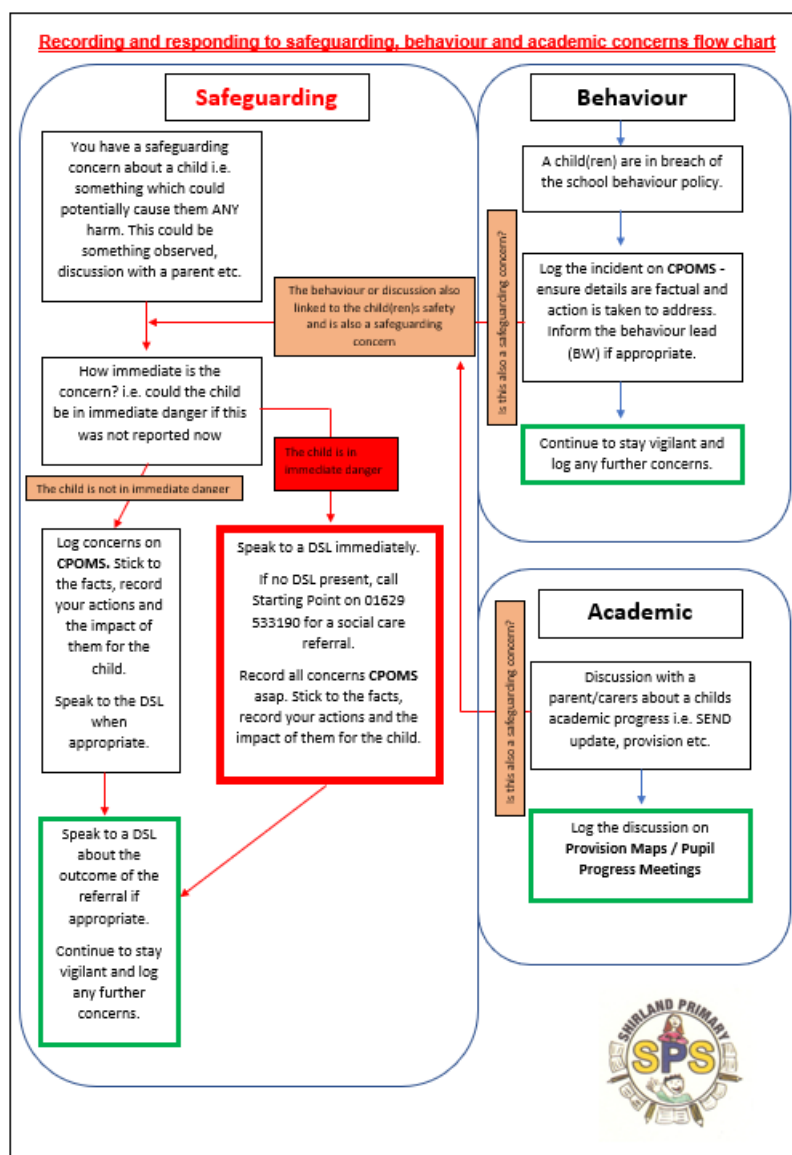 Recording and responding to safeguarding, behaviour and academic concerns flow chart
Safeguarding
You have a safeguarding
concern about a child i.e.
something which could
potentially cause them ANY
harm. This could be
something observed,
discussion with a parent etc.
The behaviour or discussion also
linked to the child(ren)s safety
and is also a safeguarding
concern
How immediate is the
concern? i.e. could the child
be in immediate danger if this
was not reported now
The child is in
immediate danger
The child is not in immediate danger
Log concerns on
CPOMS. Stick to
the facts, record
your actions and
the impact of
them for the
child.
Speak to the DSL
when
appropriate.
Speak to a DSL immediately.
If no DSL present, call
Starting Point on 01629
533190 for a social care
referral.
Record all concerns CPOMS
asap. Stick to the facts,
record your actions and the
impact of them for the child.
Speak to a DSL
about the
outcome of the
referral if
appropriate.
Continue to stay
vigilant and log
any further
concerns.
Behaviour
A child(ren) are in breach of
the school behaviour policy.
Is this also a safeguarding concern?
Log the incident on CPOMS -
ensure details are factual and
action is taken to address.
Inform the behaviour lead
(BW) if appropriate.
Continue to stay vigilant and
log any further concerns.
Academic
Is this also a safeguarding concern?
Discussion with a
parent/carers about a childs
academic progress i.e. SEND
update, provision etc.
Log the discussion on
Provision Maps / Pupil
Progress Meetings
SHIRLAND PRIMARY
SPS